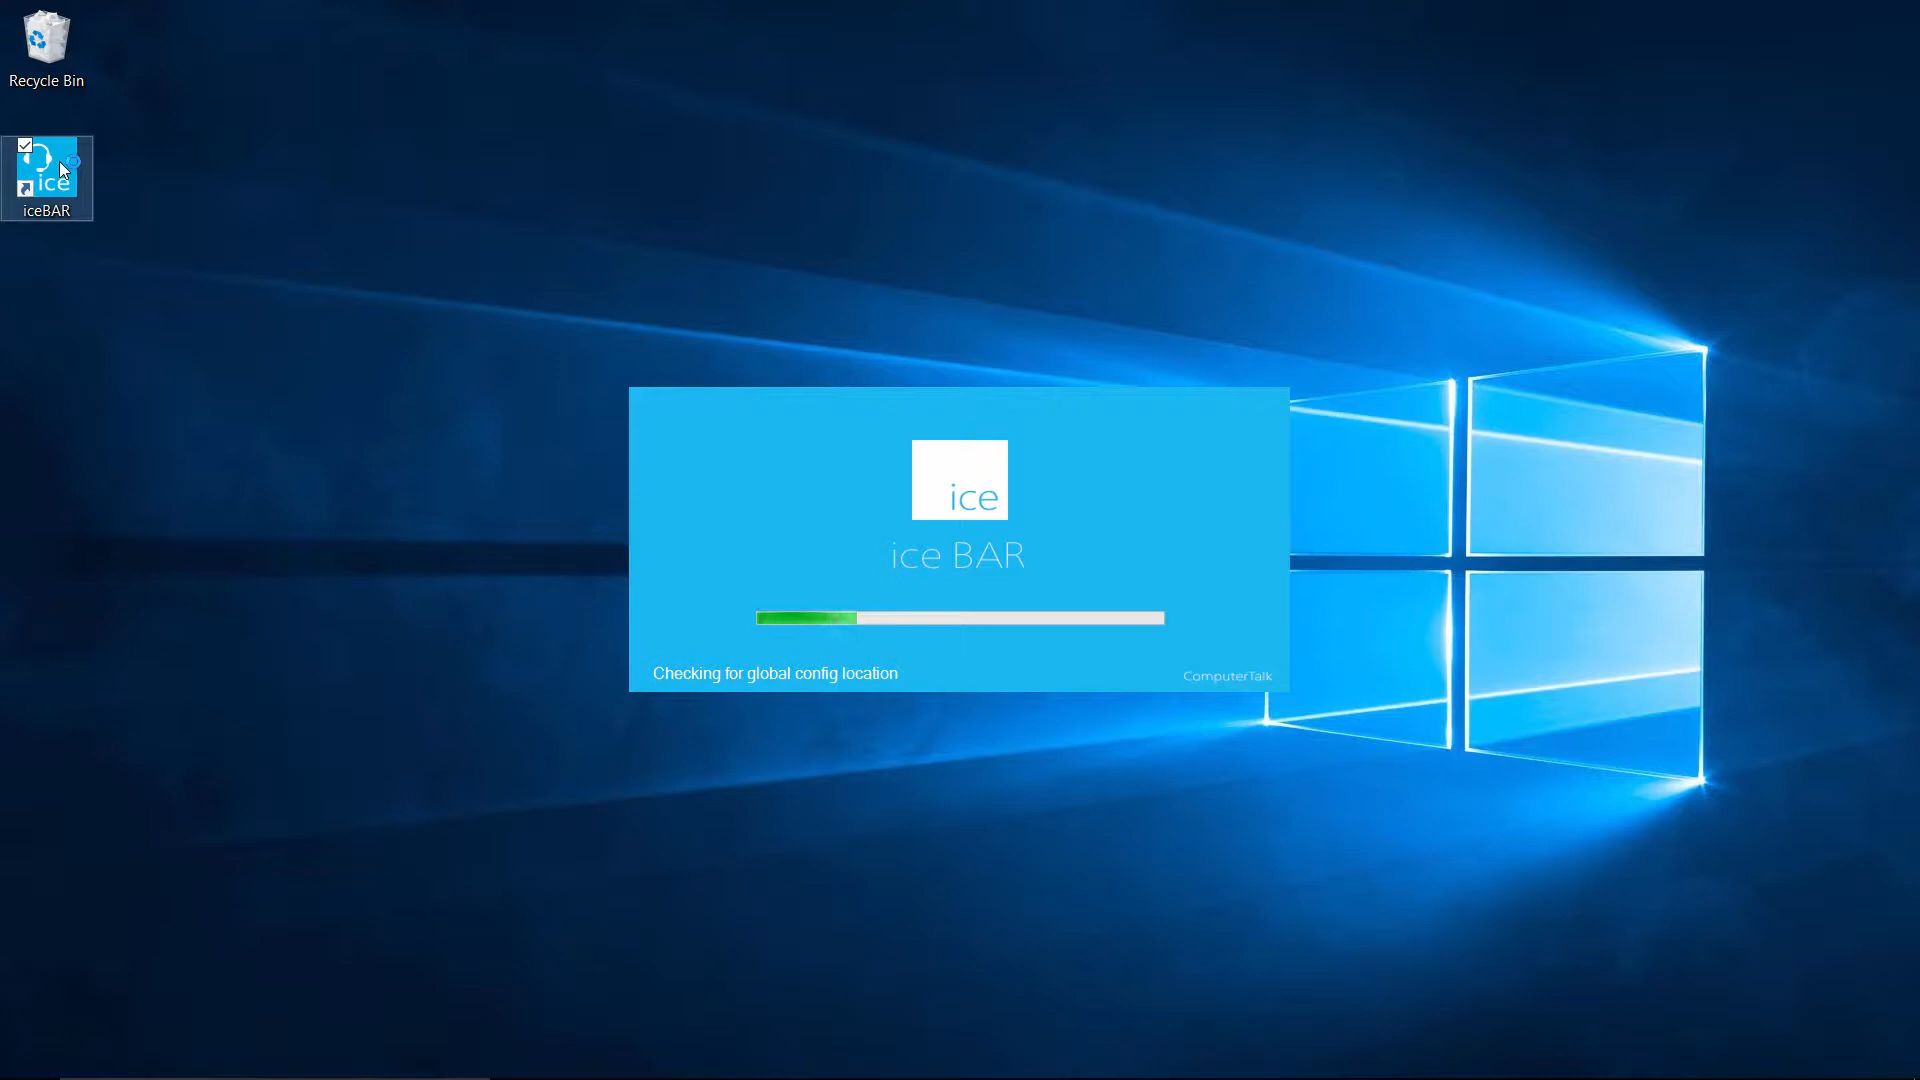 Recycle Bin
ice
iceBAR
ice
ice BAR
Checking for global config location
ComputerTalk